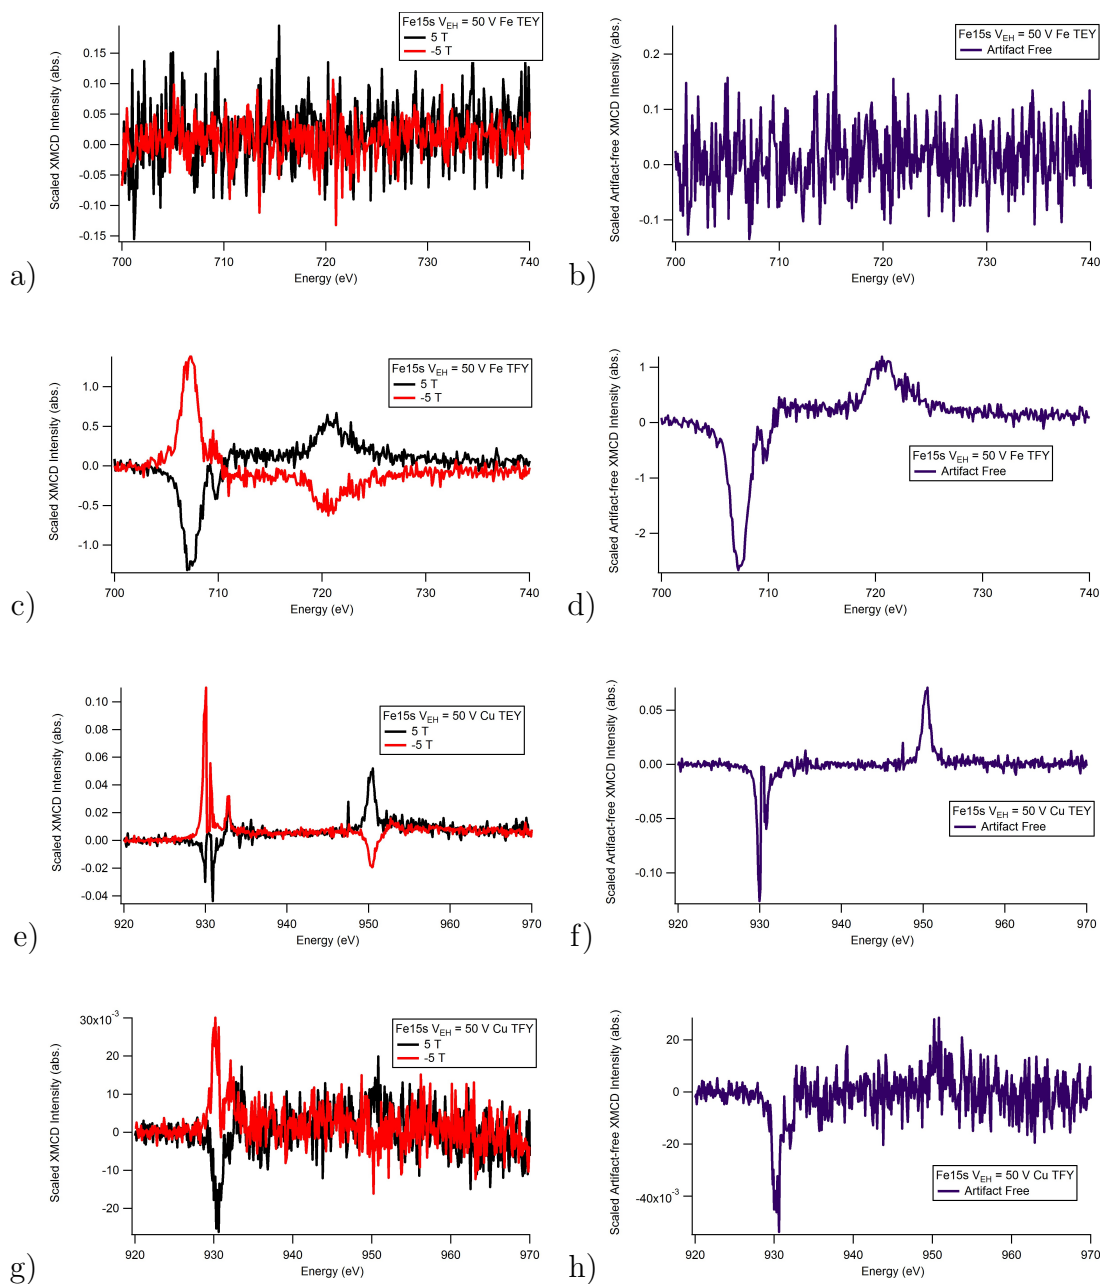 Fe15s VEH = 50 V Fe TEY
5 T
-5 T
Scaled XMCD Intensity (abs.)
0.15
0.10
0.05
0.00
-0.05
-0.10
-0.15
700
710
720
730
740
Energy (eV)
a)
Fe15s VEH = 50 V Fe TEY
Artifact Free
Scaled Artifact-free XMCD Intensity (abs.)
0.2
0.1
0.0
-0.1
700
710
720
730
740
Energy (eV)
b)
Fe15s VEH = 50 V Fe TFY
5 T
-5 T
Scaled XMCD Intensity (abs.)
1.0
0.5
0.0
-0.5
-1.0
700
710
720
730
740
Energy (eV)
c)
Scaled Artifact-free XMCD Intensity (abs.)
1
0
-1
-2
Fe15s VEH = 50 V Fe TFY
Artifact Free
700
710
720
730
740
Energy (eV)
d)
Fe15s VEH = 50 V Cu TEY
5 T
-5 T
Scaled XMCD Intensity (abs.)
0.10
0.08
0.06
0.04
0.02
0.00
-0.02
-0.04
920
930
940
950
960
970
Energy (eV)
e)
Scaled Artifact-free XMCD Intensity (abs.)
0.05
0.00
-0.05
-0.10
Fe15s VEH = 50 V Cu TEY
Artifact Free
920
930
940
950
960
970
Energy (eV)
f)
Fe15s VEH = 50 V Cu TFY
5 T
-5 T
Scaled XMCD Intensity (abs.)
30x10-3
20
10
0
-10
-20
920
930
940
950
960
970
Energy (eV)
g)
Scaled Artifact-free XMCD Intensity (abs.)
20
0
-20
-40x10-3
Fe15s VEH = 50 V Cu TFY
Artifact Free
920
930
940
950
960
970
Energy (eV)
h)